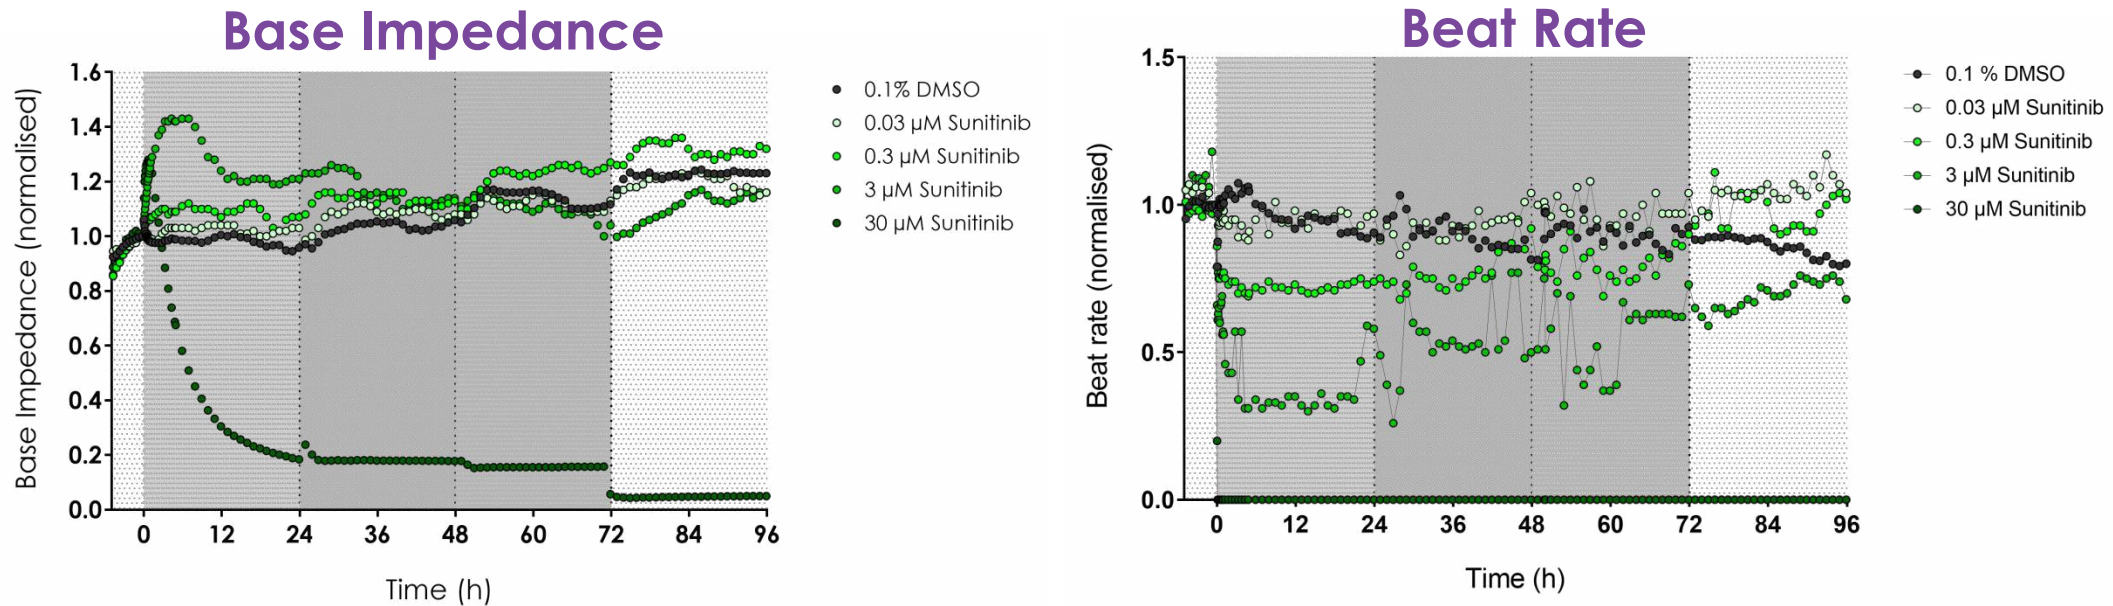 Base Impedance
Base Impedance (normalised)
1.6
1.4
1.2
1.0
0.8
0.6
0.4
0.2
0.0
0 12 24 36 48 60 72 84 96
Time (h)
0.1% DMSO
0.03 µM Sunitinib
0.3 µM Sunitinib
3 µM Sunitinib
30 µM Sunitinib
Beat Rate
Beat rate (normalised)
1.5
1.0
0.5
0.0
0 12 24 36 48 60 72 84 96
Time (h)
0.1 % DMSO
0.03 µM Sunitinib
0.3 µM Sunitinib
3 µM Sunitinib
30 µM Sunitinib